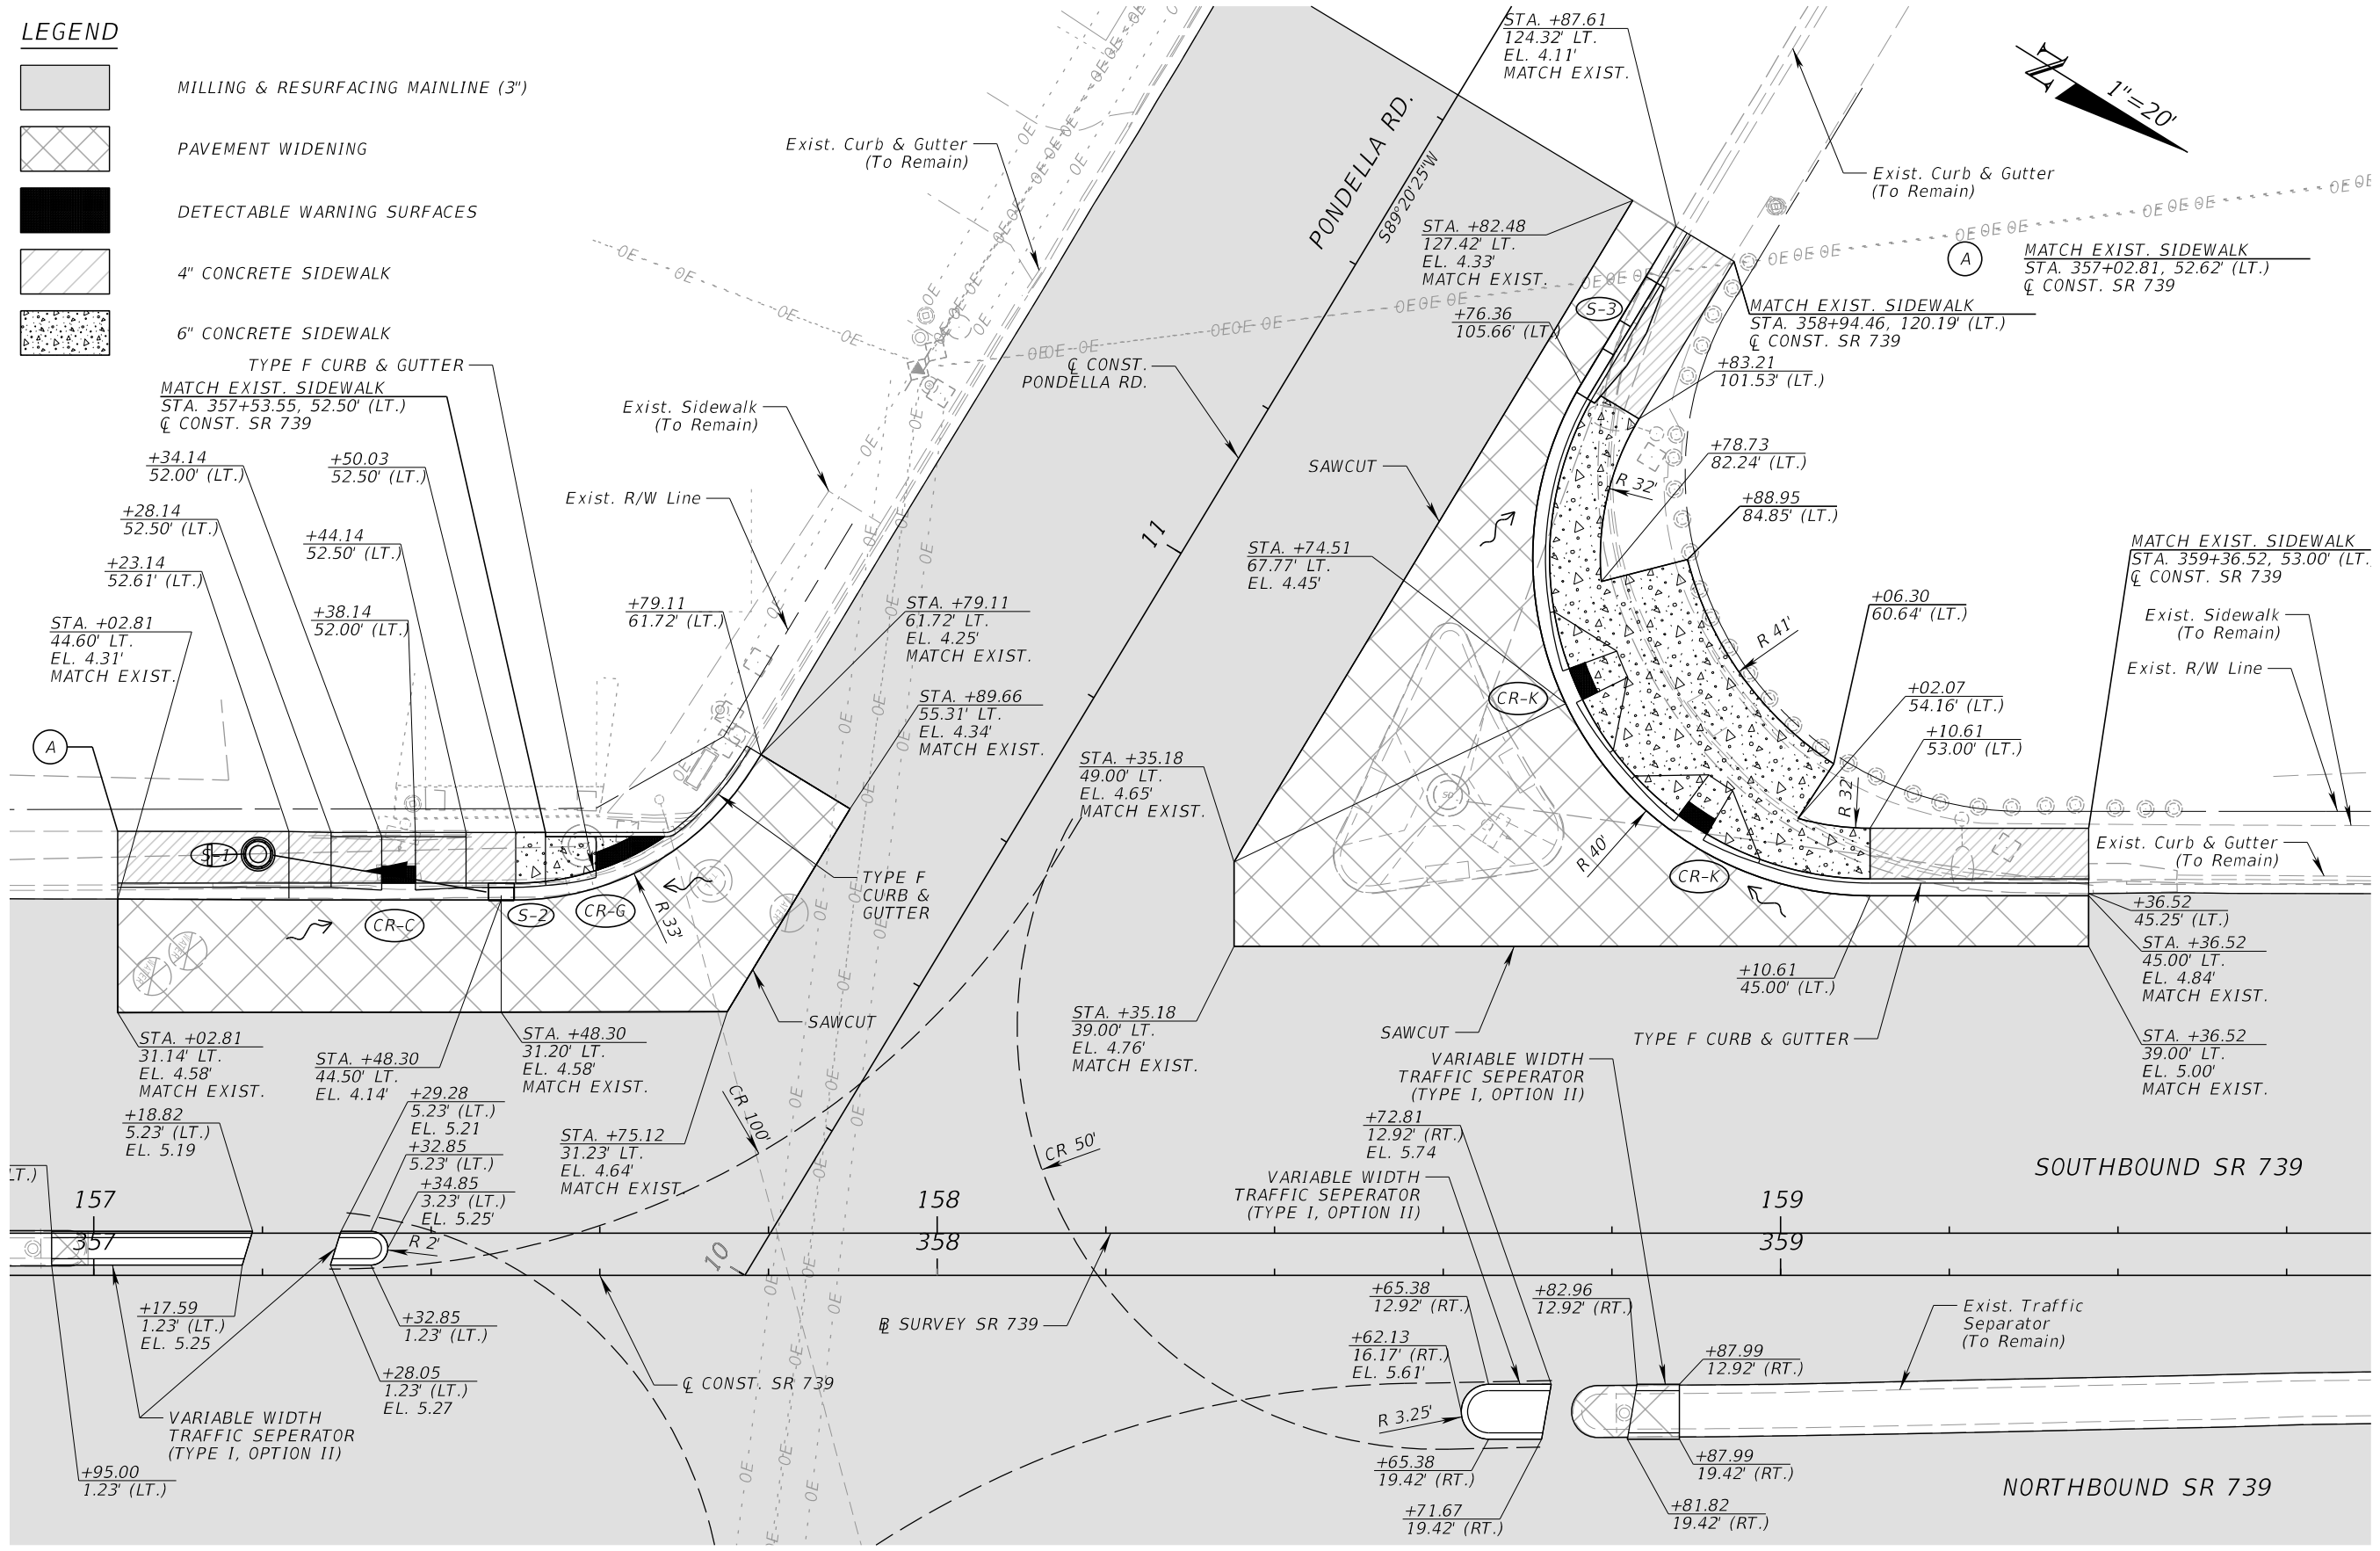 LEGEND
MILLING & RESURFACING MAINLINE (3")
PAVEMENT WIDENING
DETECTABLE WARNING SURFACES
4" CONCRETE SIDEWALK
6" CONCRETE SIDEWALK
TYPE F CURB & GUTTER
MATCH EXIST. SIDEWALK
STA. 357+53.55, 52.50' (LT.)
℄ CONST. SR 739
+34.14
52.00' (LT.)
+50.03
52.50' (LT.)
+28.14
52.50' (LT.)
+44.14
52.50' (LT.)
+23.14
52.61' (LT.)
+38.14
52.00' (LT.)
STA. +02.81
44.60' LT.
EL. 4.31'
MATCH EXIST.
A
S-1
CR-C
S-2
CR-G
R 33'
Exist. Curb & Gutter
(To Remain)
Exist. Sidewalk
(To Remain)
Exist. R/W Line
+79.11
61.72' (LT.)
STA. +79.11
61.72' LT.
EL. 4.25'
MATCH EXIST.
STA. +89.66
55.31' LT.
EL. 4.34'
MATCH EXIST.
TYPE F
CURB &
GUTTER
SAWCUT
STA. +02.81
31.14' LT.
EL. 4.58'
MATCH EXIST.
STA. +48.30
44.50' LT.
EL. 4.14'
STA. +48.30
31.20' LT.
EL. 4.58'
MATCH EXIST.
STA. +75.12
31.23' LT.
EL. 4.64'
MATCH EXIST.
+18.82
5.23' (LT.)
EL. 5.19
+29.28
5.23' (LT.)
EL. 5.21
+32.85
5.23' (LT.)
+34.85
3.23' (LT.)
EL. 5.25'
R 2'
LT.)
157
357
+17.59
1.23' (LT.)
EL. 5.25
+32.85
1.23' (LT.)
+28.05
1.23' (LT.)
EL. 5.27
VARIABLE WIDTH
TRAFFIC SEPERATOR
(TYPE I, OPTION II)
+95.00
1.23' (LT.)
CR 100'
10
℄ CONST. SR 739
158
358
B̲L SURVEY SR 739
CR 50'
PONDELLA RD.
S89°20'25"W
℄ CONST.
PONDELLA RD.
11
SAWCUT
STA. +87.61
124.32' LT.
EL. 4.11'
MATCH EXIST.
STA. +82.48
127.42' LT.
EL. 4.33'
MATCH EXIST.
+76.36
105.66' (LT.)
S-3
STA. +74.51
67.77' LT.
EL. 4.45'
STA. +35.18
49.00' LT.
EL. 4.65'
MATCH EXIST.
STA. +35.18
39.00' LT.
EL. 4.76'
MATCH EXIST.
CR-K
CR-K
R 40'
R 32'
R 41'
R 32'
1"=20'
N
Exist. Curb & Gutter
(To Remain)
A
MATCH EXIST. SIDEWALK
STA. 357+02.81, 52.62' (LT.)
℄ CONST. SR 739
MATCH EXIST. SIDEWALK
STA. 358+94.46, 120.19' (LT.)
℄ CONST. SR 739
+83.21
101.53' (LT.)
+78.73
82.24' (LT.)
+88.95
84.85' (LT.)
+06.30
60.64' (LT.)
+02.07
54.16' (LT.)
+10.61
53.00' (LT.)
MATCH EXIST. SIDEWALK
STA. 359+36.52, 53.00' (LT.
℄ CONST. SR 739
Exist. Sidewalk
(To Remain)
Exist. R/W Line
Exist. Curb & Gutter
(To Remain)
+36.52
45.25' (LT.)
STA. +36.52
45.00' LT.
EL. 4.84'
MATCH EXIST.
STA. +36.52
39.00' LT.
EL. 5.00'
MATCH EXIST.
+10.61
45.00' (LT.)
SAWCUT
TYPE F CURB & GUTTER
VARIABLE WIDTH
TRAFFIC SEPERATOR
(TYPE I, OPTION II)
+72.81
12.92' (RT.)
EL. 5.74
VARIABLE WIDTH
TRAFFIC SEPERATOR
(TYPE I, OPTION II)
SOUTHBOUND SR 739
159
359
+65.38
12.92' (RT.)
+82.96
12.92' (RT.)
+62.13
16.17' (RT.)
EL. 5.61'
R 3.25'
+65.38
19.42' (RT.)
+71.67
19.42' (RT.)
+87.99
12.92' (RT.)
+87.99
19.42' (RT.)
+81.82
19.42' (RT.)
Exist. Traffic
Separator
(To Remain)
NORTHBOUND SR 739